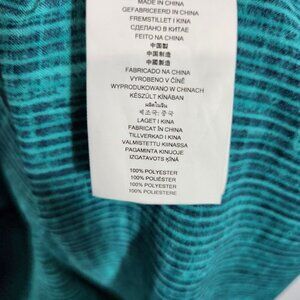 MADE IN CHINA
GEFABRICEERD IN CHINA
FREMSTILLET I KINA
СДЕЛАНО В КИТАЕ
FEITO NA CHINA
中国製
中国制造
中國製造
FABRICADO NA CHINA
VYROBENO V ČÍNĚ
WYPRODUKOWANO W CHINACH
KÉSZÜLT KÍNÁBAN
ผลิตในจีน
제조국: 중국
LAGET I KINA
FABRICAT ÎN CHINA
TILLVERKAD I KINA
VALMISTETTU KIINASSA
PAGAMINTA KINIJOJE
IZGATAVOTS ĶĪNĀ
100% POLYESTER
100% POLIÉSTER
100% POLYESTER
100% POLYESTER
100% POLIESTERE